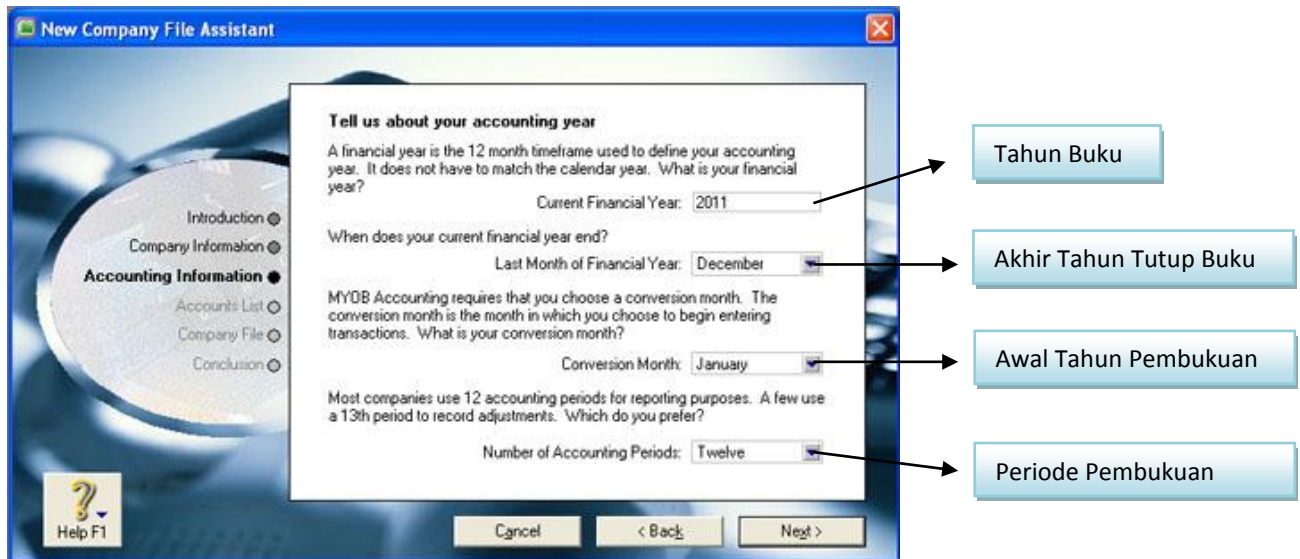 New Company File Assistant
Introduction
Company Information
Accounting Information
Accounts List
Company File
Conclusion
Tell us about your accounting year
A financial year is the 12 month timeframe used to define your accounting
year. It does not have to match the calendar year. What is your financial
year?
Current Financial Year: 2011
When does your current financial year end?
Last Month of Financial Year: December
MYOB Accounting requires that you choose a conversion month. The
conversion month is the month in which you choose to begin entering
transactions. What is your conversion month?
Conversion Month: January
Most companies use 12 accounting periods for reporting purposes. A few use
a 13th period to record adjustments. Which do you prefer?
Number of Accounting Periods: Twelve
?
Help F1
Cancel
< Back
Next >
Tahun Buku
Akhir Tahun Tutup Buku
Awal Tahun Pembukuan
Periode Pembukuan